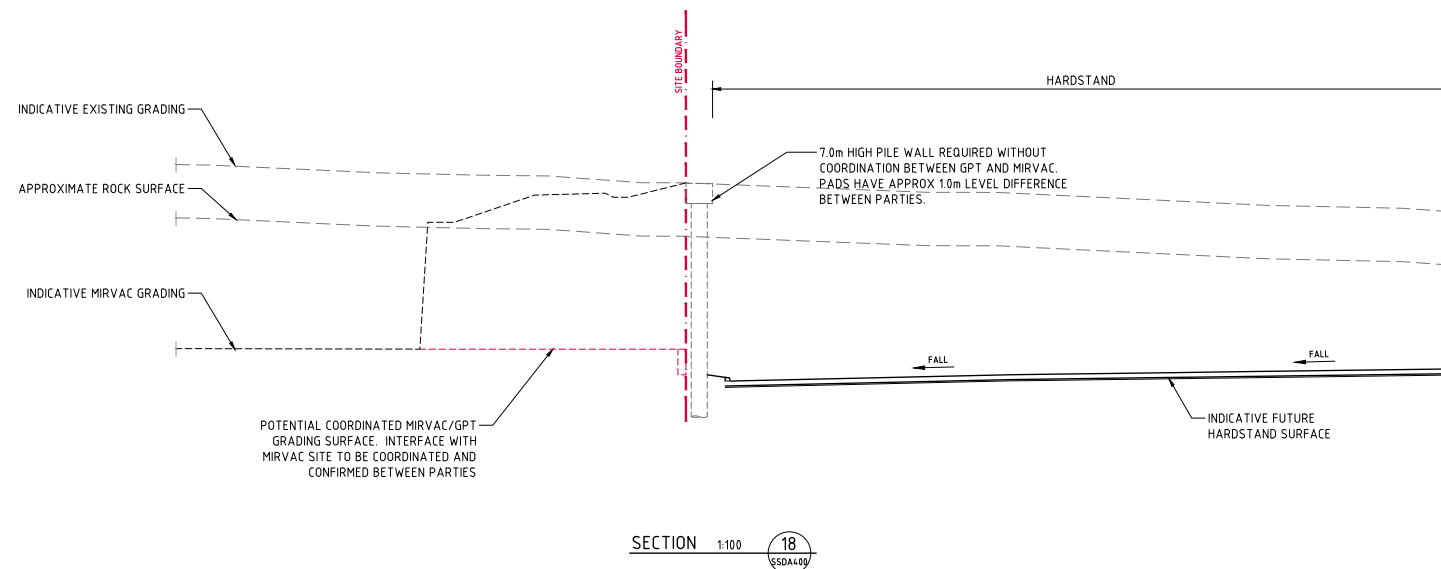 SITE BOUNDARY
HARDSTAND
INDICATIVE EXISTING GRADING
7.0m HIGH PILE WALL REQUIRED WITHOUT
COORDINATION BETWEEN GPT AND MIRVAC.
PADS HAVE APPROX 1.0m LEVEL DIFFERENCE
BETWEEN PARTIES.
APPROXIMATE ROCK SURFACE
INDICATIVE MIRVAC GRADING
FALL
FALL
POTENTIAL COORDINATED MIRVAC/GPT
GRADING SURFACE. INTERFACE WITH
MIRVAC SITE TO BE COORDINATED AND
CONFIRMED BETWEEN PARTIES
INDICATIVE FUTURE
HARDSTAND SURFACE
SECTION 1:100 18
SSDA400